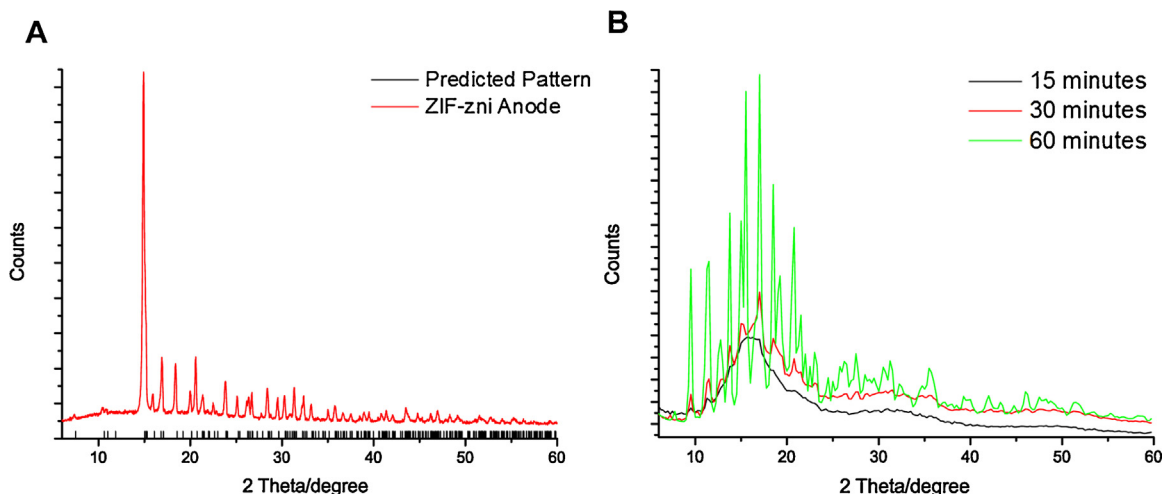 A
Predicted Pattern
ZIF-zni Anode
Counts
10 20 30 40 50 60
2 Theta/degree
B
15 minutes
30 minutes
60 minutes
Counts
10 20 30 40 50 60
2 Theta/degree